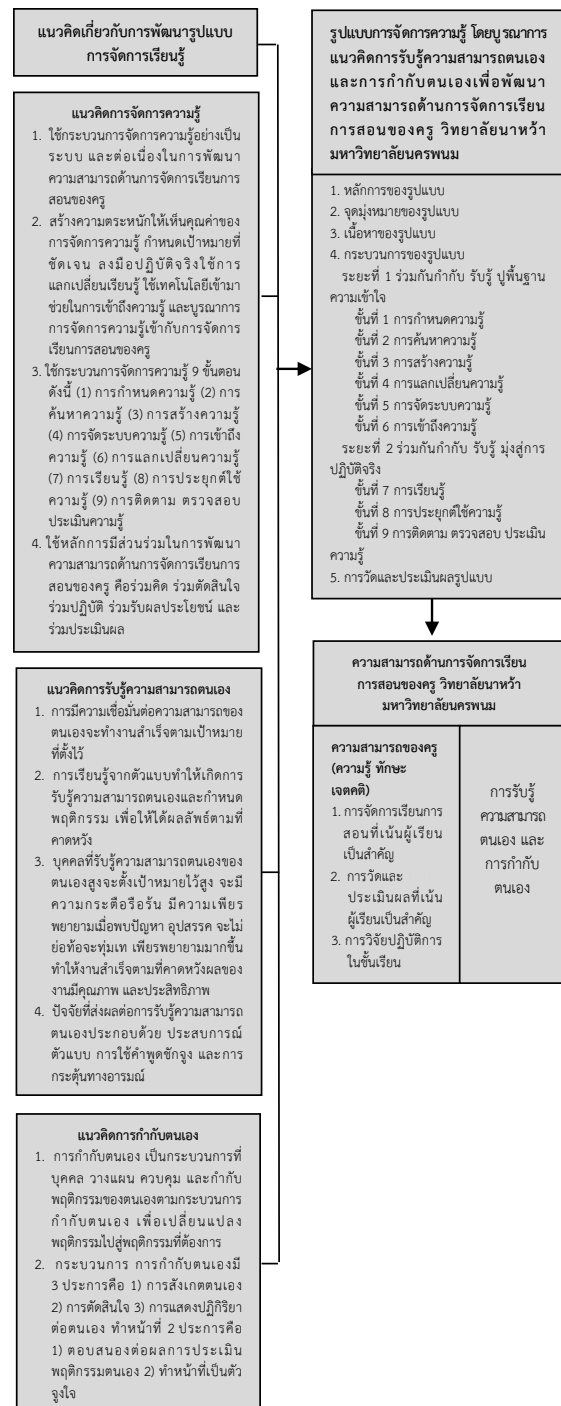 แนวคิดเกี่ยวกับการพัฒนารูปแบบ
การจัดการเรียนรู้
แนวคิดการจัดการความรู้
1. ใช้กระบวนการจัดการความรู้อย่างเป็น
ระบบ และต่อเนื่องในการพัฒนา
ความสามารถด้านการจัดการเรียนการ
สอนของครู
2. สร้างความตระหนักให้เห็นคุณค่าของ
การจัดการความรู้ กำหนดเป้าหมายที่
ชัดเจน ลงมือปฏิบัติจริงใช้การ
แลกเปลี่ยนเรียนรู้ ใช้เทคโนโลยีเข้ามา
ช่วยในการเข้าถึงความรู้ และบูรณาการ
การจัดการความรู้เข้ากับการจัดการ
เรียนการสอนของครู
3. ใช้กระบวนการจัดการความรู้ 9 ขั้นตอน
ดังนี้ (1) การกำหนดความรู้ (2) การ
ค้นหาความรู้ (3) การสร้างความรู้
(4) การจัดระบบความรู้ (5) การเข้าถึง
ความรู้ (6) การแลกเปลี่ยนความรู้
(7) การเรียนรู้ (8) การประยุกต์ใช้
ความรู้ (9) การติดตาม ตรวจสอบ
ประเมินความรู้
4. ใช้หลักการมีส่วนร่วมในการพัฒนา
ความสามารถด้านการจัดการเรียนการ
สอนของครู คือร่วมคิด ร่วมตัดสินใจ
ร่วมปฏิบัติ ร่วมรับผลประโยชน์ และ
ร่วมประเมินผล
แนวคิดการรับรู้ความสามารถตนเอง
1. การมีความเชื่อมั่นต่อความสามารถของ
ตนเองจะทำงานสำเร็จตามเป้าหมาย
ที่ตั้งไว้
2. การเรียนรู้จากตัวแบบทำให้เกิดการ
รับรู้ความสามารถตนเองและกำหนด
พฤติกรรม เพื่อให้ได้ผลลัพธ์ตามที่
คาดหวัง
3. บุคคลที่รับรู้ความสามารถตนเองของ
ตนเองสูงจะตั้งเป้าหมายไว้สูง จะมี
ความกระตือรือร้น มีความเพียร
พยายามเมื่อพบปัญหา อุปสรรค จะไม่
ย่อท้อจะทุ่มเท เพียรพยายามมากขึ้น
ทำให้งานสำเร็จตามที่คาดหวังผลของ
งานมีคุณภาพ และประสิทธิภาพ
4. ปัจจัยที่ส่งผลต่อการรับรู้ความสามารถ
ตนเองประกอบด้วย ประสบการณ์
ตัวแบบ การใช้คำพูดชักจูง และการ
กระตุ้นทางอารมณ์
แนวคิดการกำกับตนเอง
1. การกำกับตนเอง เป็นกระบวนการที่
บุคคล วางแผน ควบคุม และกำกับ
พฤติกรรมของตนเองตามกระบวนการ
กำกับตนเอง เพื่อเปลี่ยนแปลง
พฤติกรรมไปสู่พฤติกรรมที่ต้องการ
2. กระบวนการ การกำกับตนเองมี
3 ประการคือ 1) การสังเกตตนเอง
2) การตัดสินใจ 3) การแสดงปฏิกิริยา
ต่อตนเอง ทำหน้าที่ 2 ประการคือ
1) ตอบสนองต่อผลการประเมิน
พฤติกรรมตนเอง 2) ทำหน้าที่เป็นตัว
จูงใจ
รูปแบบการจัดการความรู้ โดยบูรณาการ
แนวคิดการรับรู้ความสามารถตนเอง
และการกำกับตนเองเพื่อพัฒนา
ความสามารถด้านการจัดการเรียน
การสอนของครู วิทยาลัยนาหว้า
มหาวิทยาลัยนครพนม
1. หลักการของรูปแบบ
2. จุดมุ่งหมายของรูปแบบ
3. เนื้อหาของรูปแบบ
4. กระบวนการของรูปแบบ
ระยะที่ 1 ร่วมกันกำกับ รับรู้ ปูพื้นฐาน
ความเข้าใจ
ขั้นที่ 1 การกำหนดความรู้
ขั้นที่ 2 การค้นหาความรู้
ขั้นที่ 3 การสร้างความรู้
ขั้นที่ 4 การแลกเปลี่ยนความรู้
ขั้นที่ 5 การจัดระบบความรู้
ขั้นที่ 6 การเข้าถึงความรู้
ระยะที่ 2 ร่วมกันกำกับ รับรู้ มุ่งสู่การ
ปฏิบัติจริง
ขั้นที่ 7 การเรียนรู้
ขั้นที่ 8 การประยุกต์ใช้ความรู้
ขั้นที่ 9 การติดตาม ตรวจสอบ ประเมิน
ความรู้
5. การวัดและประเมินผลรูปแบบ
ความสามารถด้านการจัดการเรียน
การสอนของครู วิทยาลัยนาหว้า
มหาวิทยาลัยนครพนม
ความสามารถของครู
(ความรู้ ทักษะ
เจตคติ)
1. การจัดการเรียนการ
สอนที่เน้นผู้เรียน
เป็นสำคัญ
2. การวัดและ
ประเมินผลที่เน้น
ผู้เรียนเป็นสำคัญ
3. การวิจัยปฏิบัติการ
ในชั้นเรียน
การรับรู้
ความสามารถ
ตนเอง และ
การกำกับ
ตนเอง